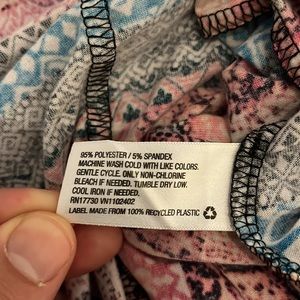 95% POLYESTER / 5% SPANDEX
MACHINE WASH COLD WITH LIKE COLORS.
GENTLE CYCLE. ONLY NON-CHLORINE
BLEACH IF NEEDED. TUMBLE DRY LOW.
COOL IRON IF NEEDED.
RN17730 VN1102402
LABEL MADE FROM 100% RECYCLED PLASTIC